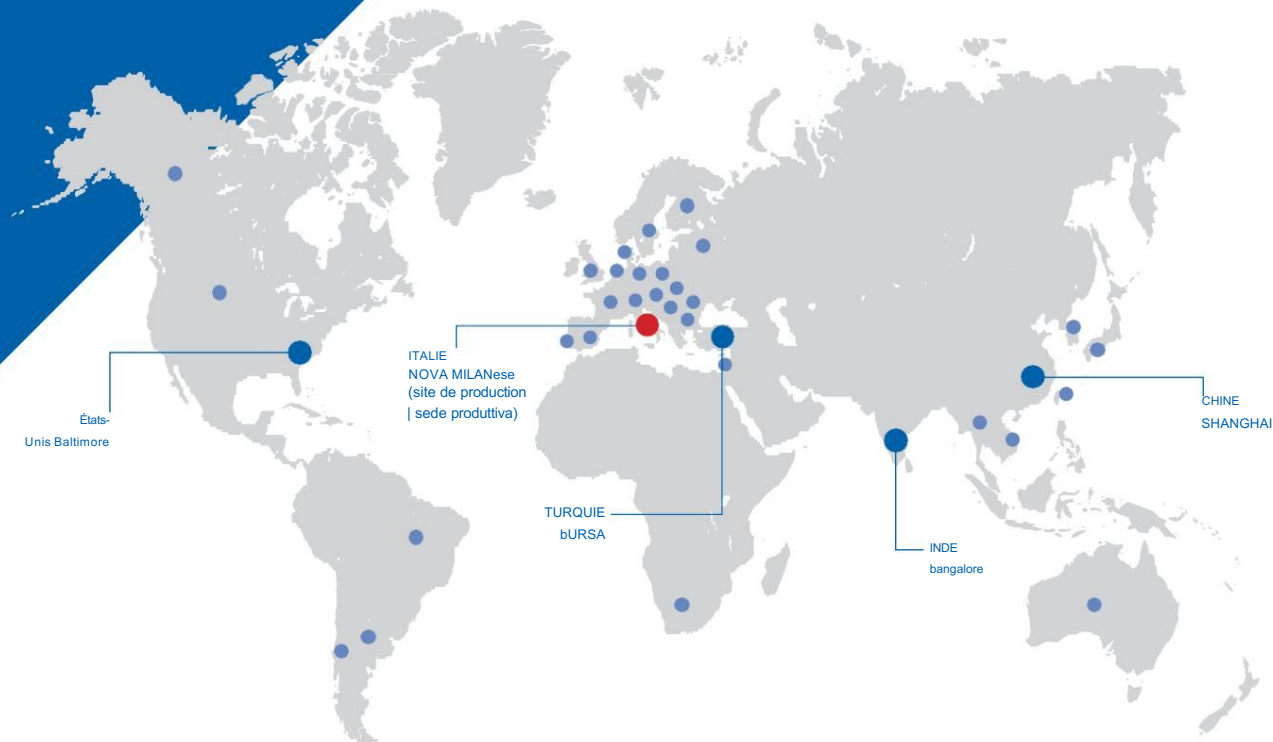 ITALIE
NOVA MILANese
(site de production
| sede produttiva)
États-
Unis Baltimore
CHINE
SHANGHAI
TURQUIE
bURSA
INDE
bangalore